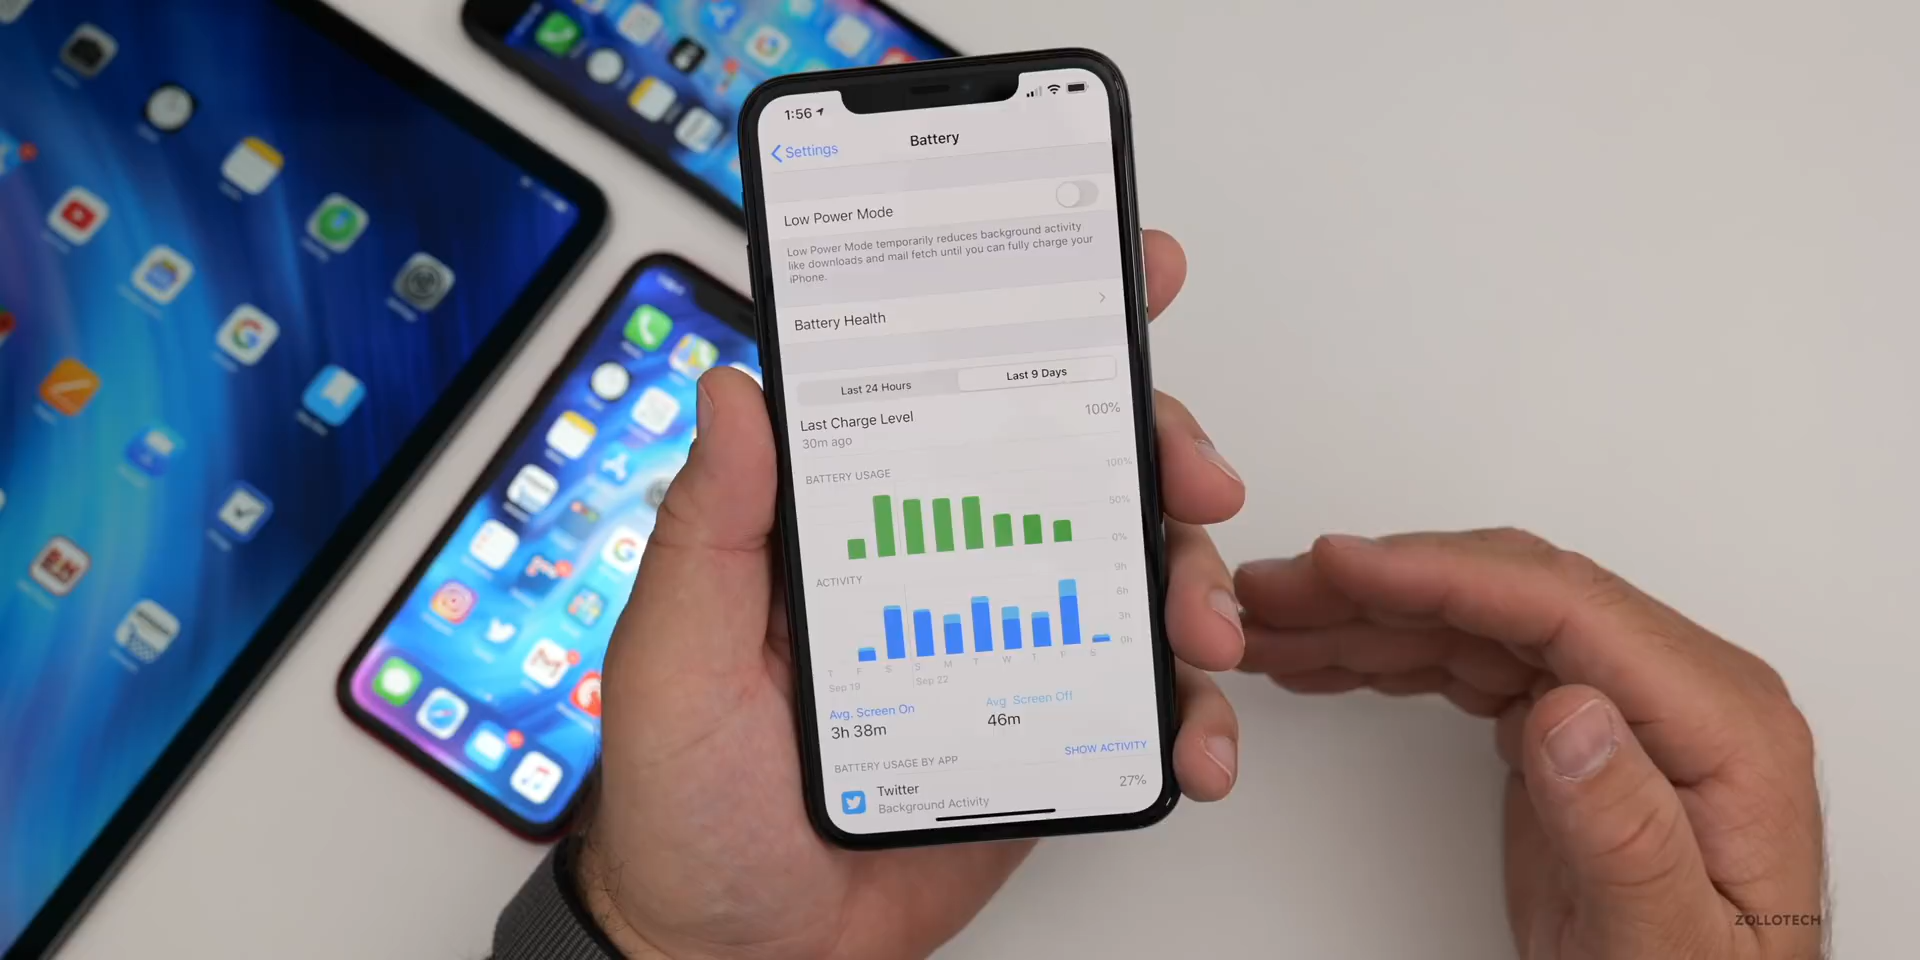 1:56
Settings
Battery
Low Power Mode
Low Power Mode temporarily reduces background activity
like downloads and mail fetch until you can fully charge your
iPhone.
Battery Health
Last 24 Hours
Last 9 Days
Last Charge Level
100%
30m ago
BATTERY USAGE
100%
50%
0%
ACTIVITY
9h
6h
3h
0h
T F S S M T W T F S
Sep 19
Sep 22
Avg. Screen On
Avg. Screen Off
3h 38m
46m
BATTERY USAGE BY APP
SHOW ACTIVITY
Twitter
27%
Background Activity
ZOLLOTECH